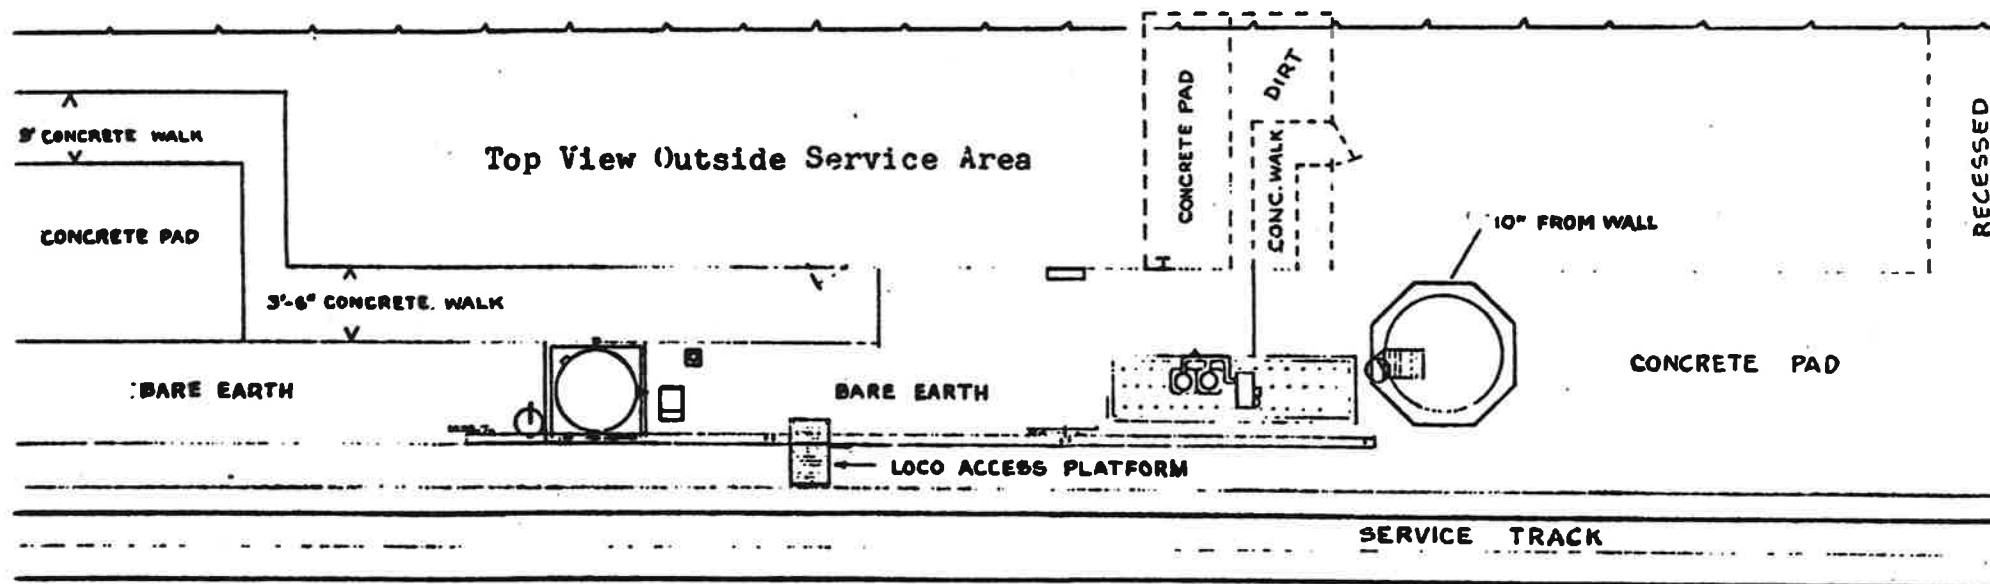 CONCRETE PAD
DIRT
CONC. WALK
RECESSED
9' CONCRETE WALK
Top View Outside Service Area
10" FROM WALL
CONCRETE PAD
3'-6" CONCRETE. WALK
BARE EARTH
BARE EARTH
CONCRETE PAD
LOCO ACCESS PLATFORM
SERVICE TRACK